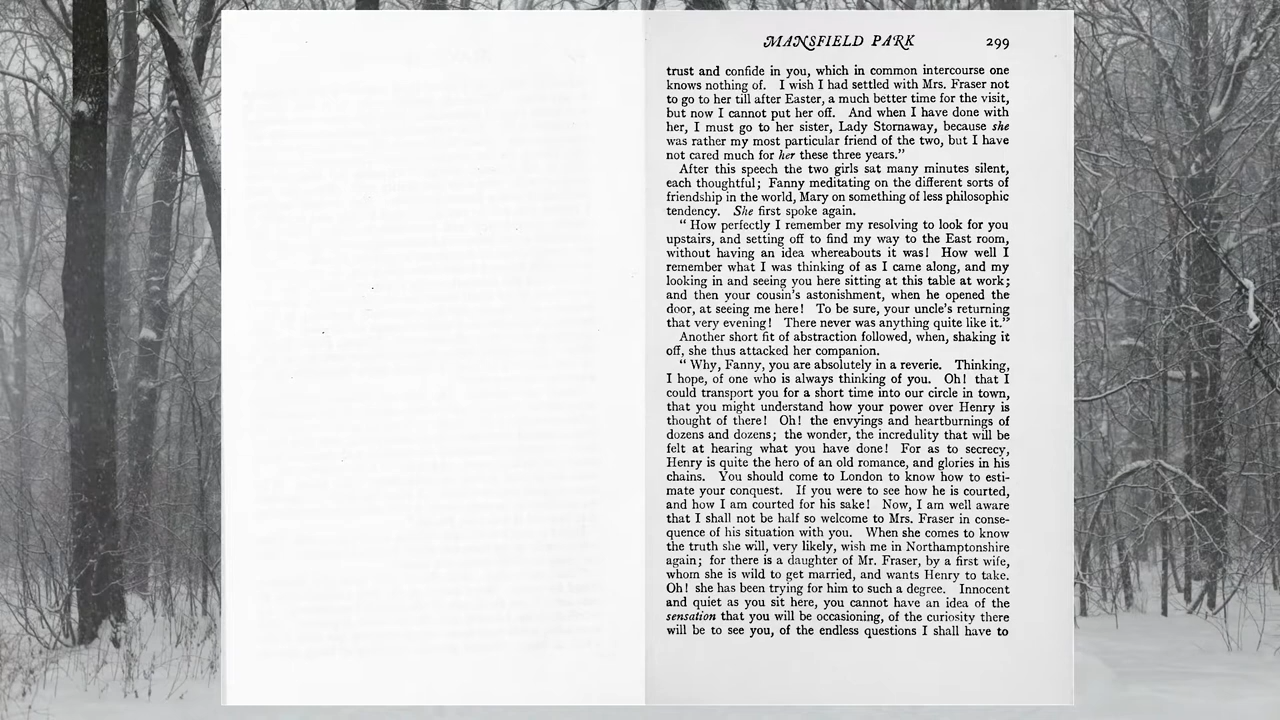 MANSFIELD PARK 299
trust and confide in you, which in common intercourse one
knows nothing of. I wish I had settled with Mrs. Fraser not
to go to her till after Easter, a much better time for the visit,
but now I cannot put her off. And when I have done with
her, I must go to her sister, Lady Stornaway, because she
was rather my most particular friend of the two, but I have
not cared much for her these three years.”
After this speech the two girls sat many minutes silent,
each thoughtful; Fanny meditating on the different sorts of
friendship in the world, Mary on something of less philosophic
tendency. She first spoke again.
“How perfectly I remember my resolving to look for you
upstairs, and setting off to find my way to the East room,
without having an idea whereabouts it was! How well I
remember what I was thinking of as I came along, and my
looking in and seeing you here sitting at this table at work;
and then your cousin's astonishment, when he opened the
door, at seeing me here! To be sure, your uncle's returning
that very evening! There never was anything quite like it.”
Another short fit of abstraction followed, when, shaking it
off, she thus attacked her companion.
“Why, Fanny, you are absolutely in a reverie. Thinking,
I hope, of one who is always thinking of you. Oh! that I
could transport you for a short time into our circle in town,
that you might understand how your power over Henry is
thought of there! Oh! the envyings and heartburnings of
dozens and dozens; the wonder, the incredulity that will be
felt at hearing what you have done! For as to secrecy,
Henry is quite the hero of an old romance, and glories in his
chains. You should come to London to know how to esti-
mate your conquest. If you were to see how he is courted,
and how I am courted for his sake! Now, I am well aware
that I shall not be half so welcome to Mrs. Fraser in conse-
quence of his situation with you. When she comes to know
the truth she will, very likely, wish me in Northamptonshire
again; for there is a daughter of Mr. Fraser, by a first wife,
whom she is wild to get married, and wants Henry to take.
Oh! she has been trying for him to such a degree. Innocent
and quiet as you sit here, you cannot have an idea of the
sensation that you will be occasioning, of the curiosity there
will be to see you, of the endless questions I shall have to